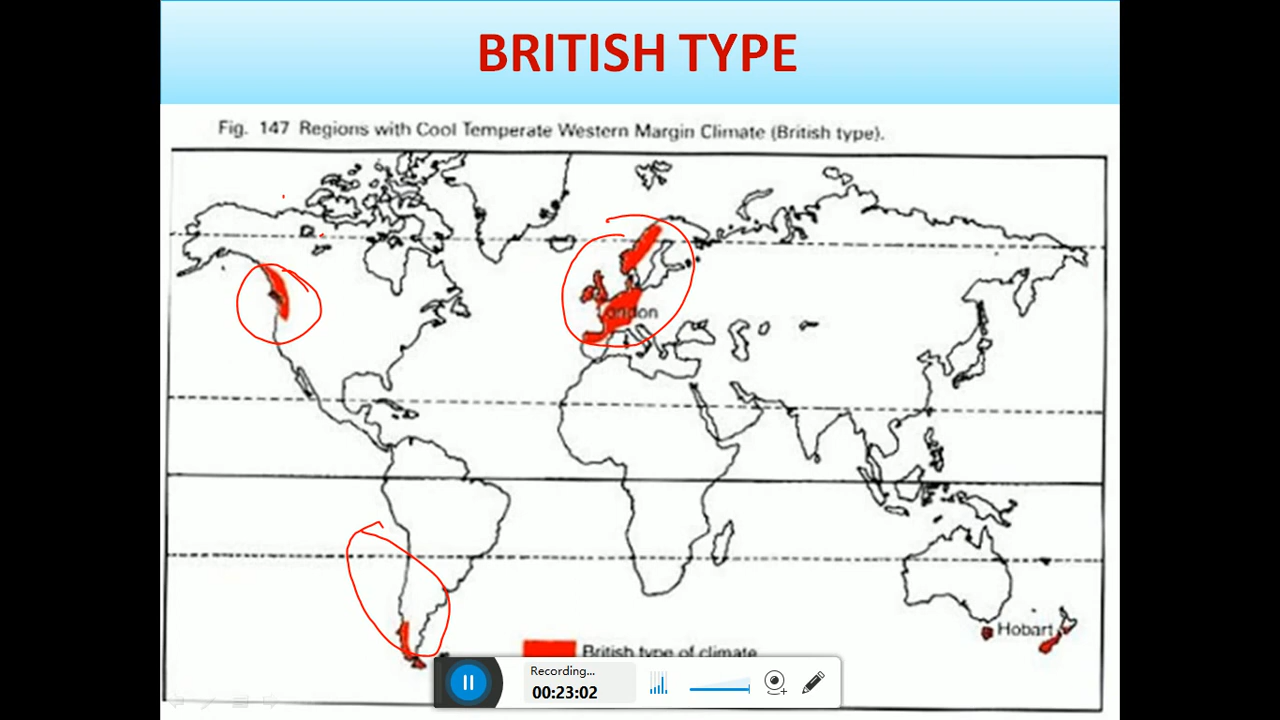 BRITISH TYPE
Fig. 147 Regions with Cool Temperate Western Margin Climate (British type).
London
Hobart
British type of climate
Recording...
00:23:02